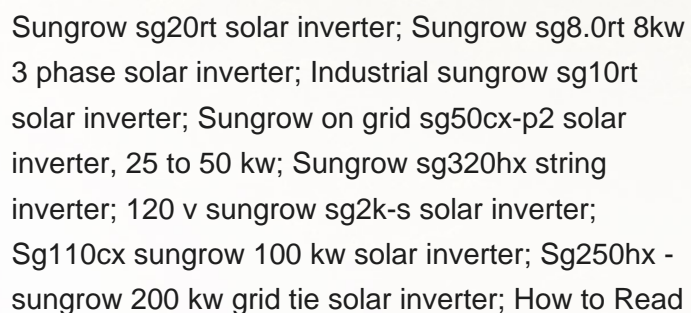 Sungrow sg20rt solar inverter; Sungrow sg8.0rt 8kw
3 phase solar inverter; Industrial sungrow sg10rt
solar inverter; Sungrow on grid sg50cx-p2 solar
inverter, 25 to 50 kw; Sungrow sg320hx string
inverter; 120 v sungrow sg2k-s solar inverter;
Sg110cx sungrow 100 kw solar inverter; Sg250hx -
sungrow 200 kw grid tie solar inverter; How to Read